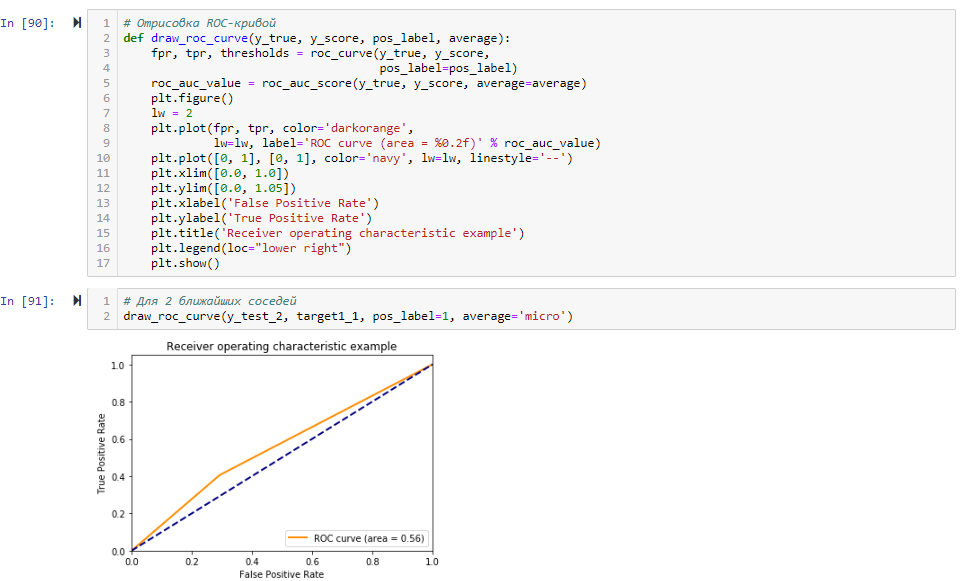 In [90]:
1 # Отрисовка ROC-кривой
2 def draw_roc_curve(y_true, y_score, pos_label, average):
3     fpr, tpr, thresholds = roc_curve(y_true, y_score,
4                                      pos_label=pos_label)
5     roc_auc_value = roc_auc_score(y_true, y_score, average=average)
6     plt.figure()
7     lw = 2
8     plt.plot(fpr, tpr, color='darkorange',
9              lw=lw, label='ROC curve (area = %0.2f)' % roc_auc_value)
10     plt.plot([0, 1], [0, 1], color='navy', lw=lw, linestyle='--')
11     plt.xlim([0.0, 1.0])
12     plt.ylim([0.0, 1.05])
13     plt.xlabel('False Positive Rate')
14     plt.ylabel('True Positive Rate')
15     plt.title('Receiver operating characteristic example')
16     plt.legend(loc="lower right")
17     plt.show()
In [91]:
1 # Для 2 ближайших соседей
2 draw_roc_curve(y_test_2, target1_1, pos_label=1, average='micro')
Receiver operating characteristic example
True Positive Rate
1.0
0.8
0.6
0.4
0.2
0.0
ROC curve (area = 0.56)
0.0 0.2 0.4 0.6 0.8 1.0
False Positive Rate